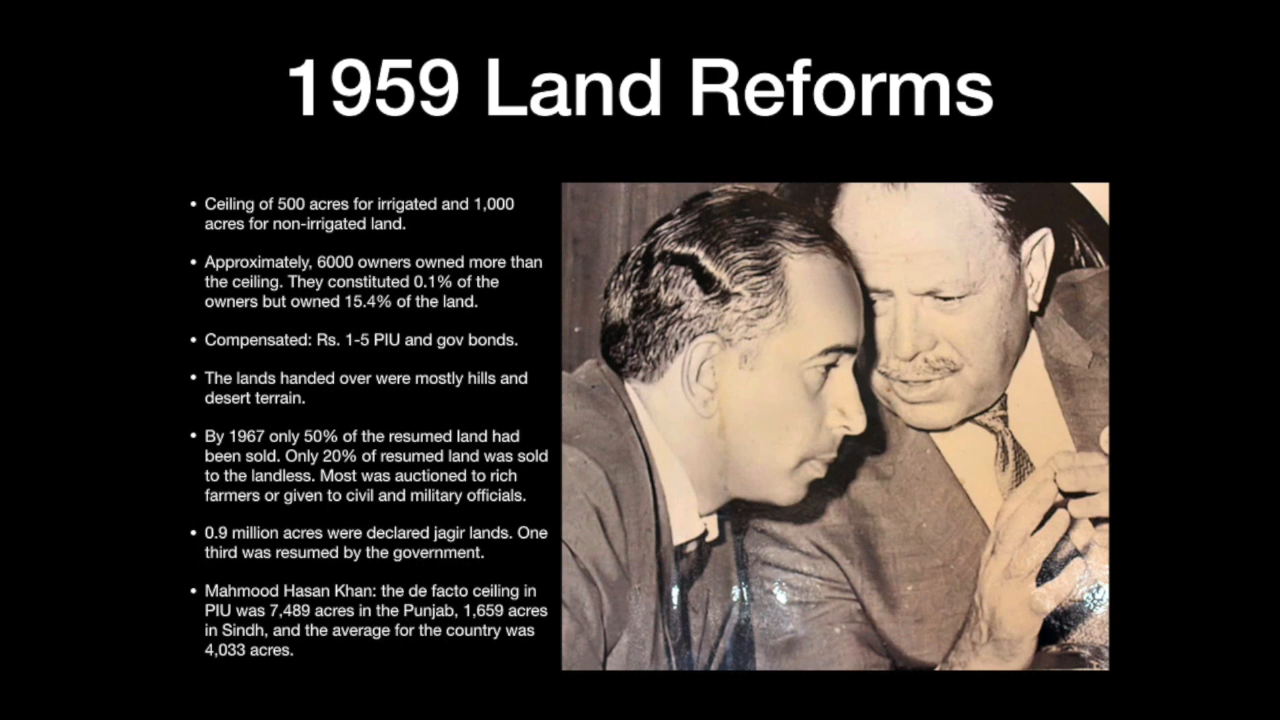 1959 Land Reforms
• Ceiling of 500 acres for irrigated and 1,000
acres for non-irrigated land.
• Approximately, 6000 owners owned more than
the ceiling. They constituted 0.1% of the
owners but owned 15.4% of the land.
• Compensated: Rs. 1-5 PIU and gov bonds.
• The lands handed over were mostly hills and
desert terrain.
• By 1967 only 50% of the resumed land had
been sold. Only 20% of resumed land was sold
to the landless. Most was auctioned to rich
farmers or given to civil and military officials.
• 0.9 million acres were declared jagir lands. One
third was resumed by the government.
• Mahmood Hasan Khan: the de facto ceiling in
PIU was 7,489 acres in the Punjab, 1,659 acres
in Sindh, and the average for the country was
4,033 acres.